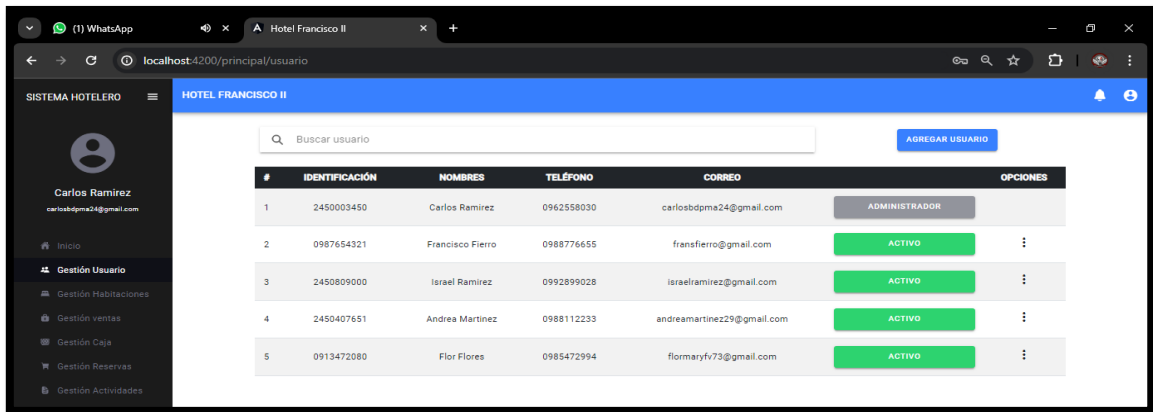 (1) WhatsApp
Hotel Francisco II
localhost:4200/principal/usuario
SISTEMA HOTELERO
HOTEL FRANCISCO II
Carlos Ramirez
carlosbdpma24@gmail.com
Inicio
Gestión Usuario
Gestión Habitaciones
Gestión ventas
Gestión Caja
Gestión Reservas
Gestión Actividades
Buscar usuario
AGREGAR USUARIO
# IDENTIFICACIÓN NOMBRES TELÉFONO CORREO OPCIONES
1 2450003450 Carlos Ramirez 0962558030 carlosbdpma24@gmail.com ADMINISTRADOR
2 0987654321 Francisco Fierro 0988776655 fransfierro@gmail.com ACTIVO
3 2450809000 Israel Ramirez 0992899028 israelramirez@gmail.com ACTIVO
4 2450407651 Andrea Martinez 0988112233 andreamartinez29@gmail.com ACTIVO
5 0913472080 Flor Flores 0985472994 flormaryfv73@gmail.com ACTIVO